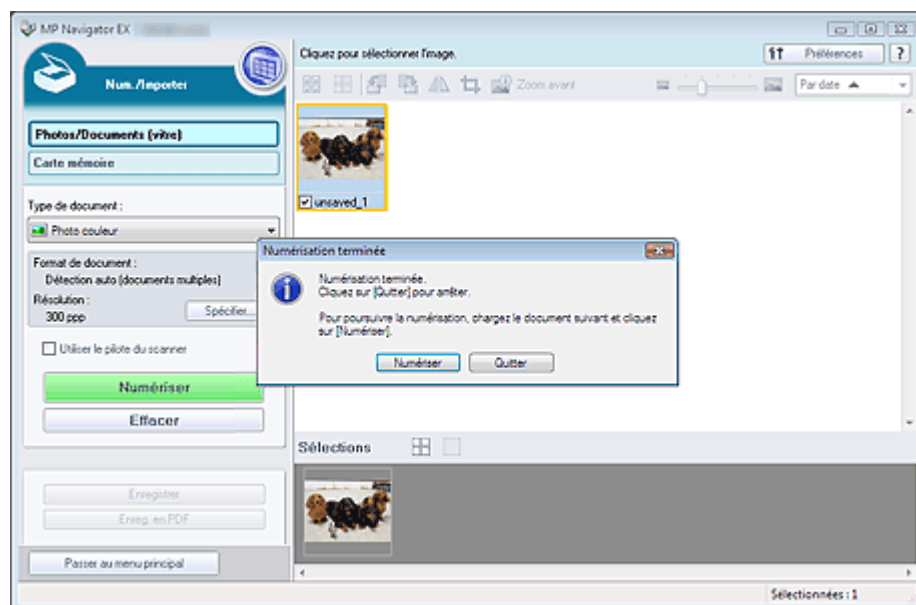 MP Navigator EX
Num./Importer
Cliquez pour sélectionner l'image.
Préférences
?
Zoom avant
Par date
Photos/Documents (vitre)
Carte mémoire
Type de document :
Photo couleur
Format de document :
Détection auto (documents multiples)
Résolution :
300 ppp
Spécifier...
Utiliser le pilote du scanner
Numériser
Effacer
Enregistrer
Enreg. en PDF
Passer au menu principal
unsaved_1
Numérisation terminée
Numérisation terminée.
Cliquez sur [Quitter] pour arrêter.
Pour poursuivre la numérisation, chargez le document suivant et cliquez
sur [Numériser].
Numériser
Quitter
Sélections
Sélectionnées : 1